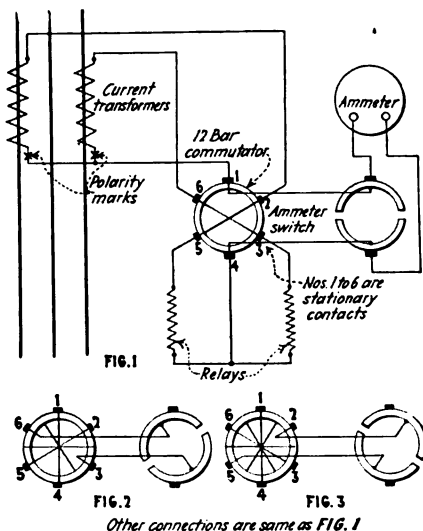 Current
transformers
Ammeter
12 Bar
commutator
Polarity
marks
1
6
2
Ammeter
switch
5
3
4
Nos. 1 to 6 are
stationary
contacts
FIG.1
Relays
1
6
2
5
3
4
FIG.2
1
6
2
5
3
4
FIG.3
Other connections are same as FIG. 1